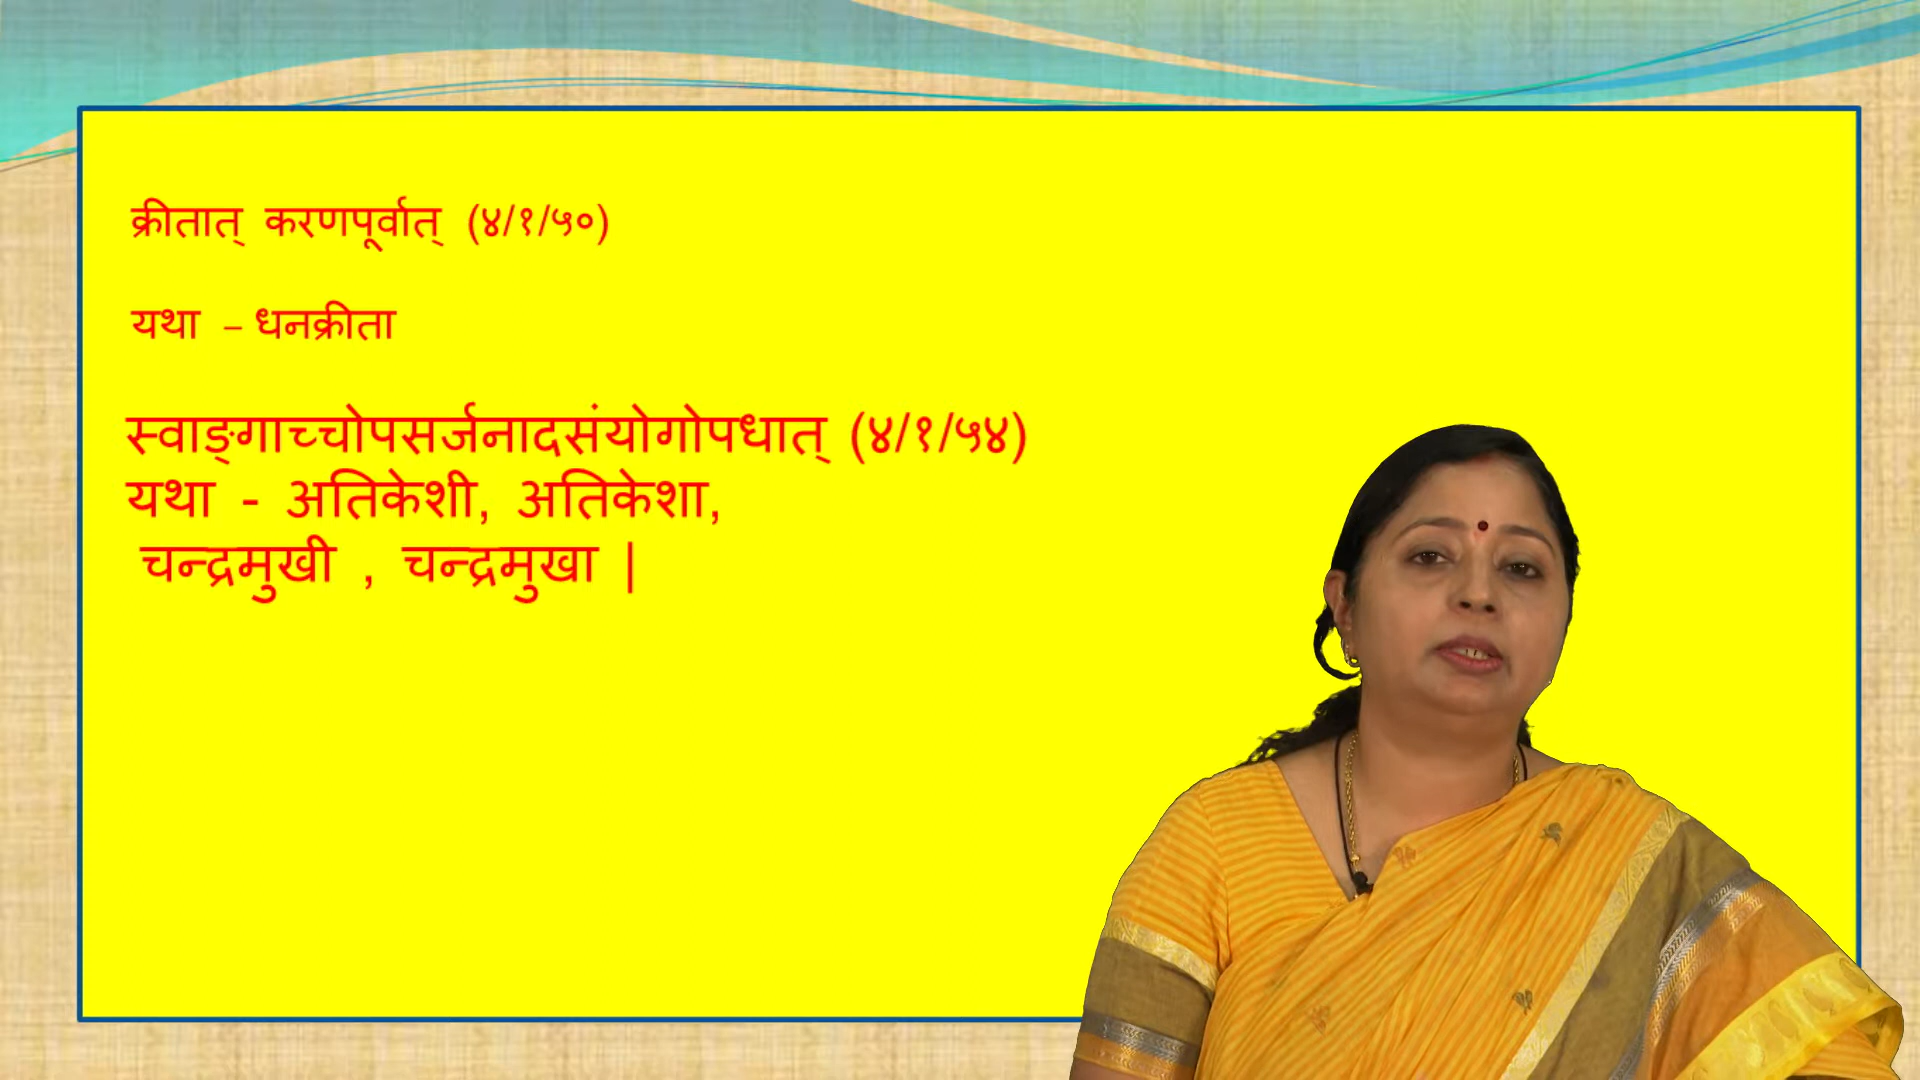 क्रीतात् करणपूर्वात् (४/१/५०)
यथा – धनक्रीता
स्वाङ्गाच्चोपसर्जनादसंयोगोपधात् (४/१/५४)
यथा - अतिकेशी, अतिकेशा,
चन्द्रमुखी , चन्द्रमुखा |